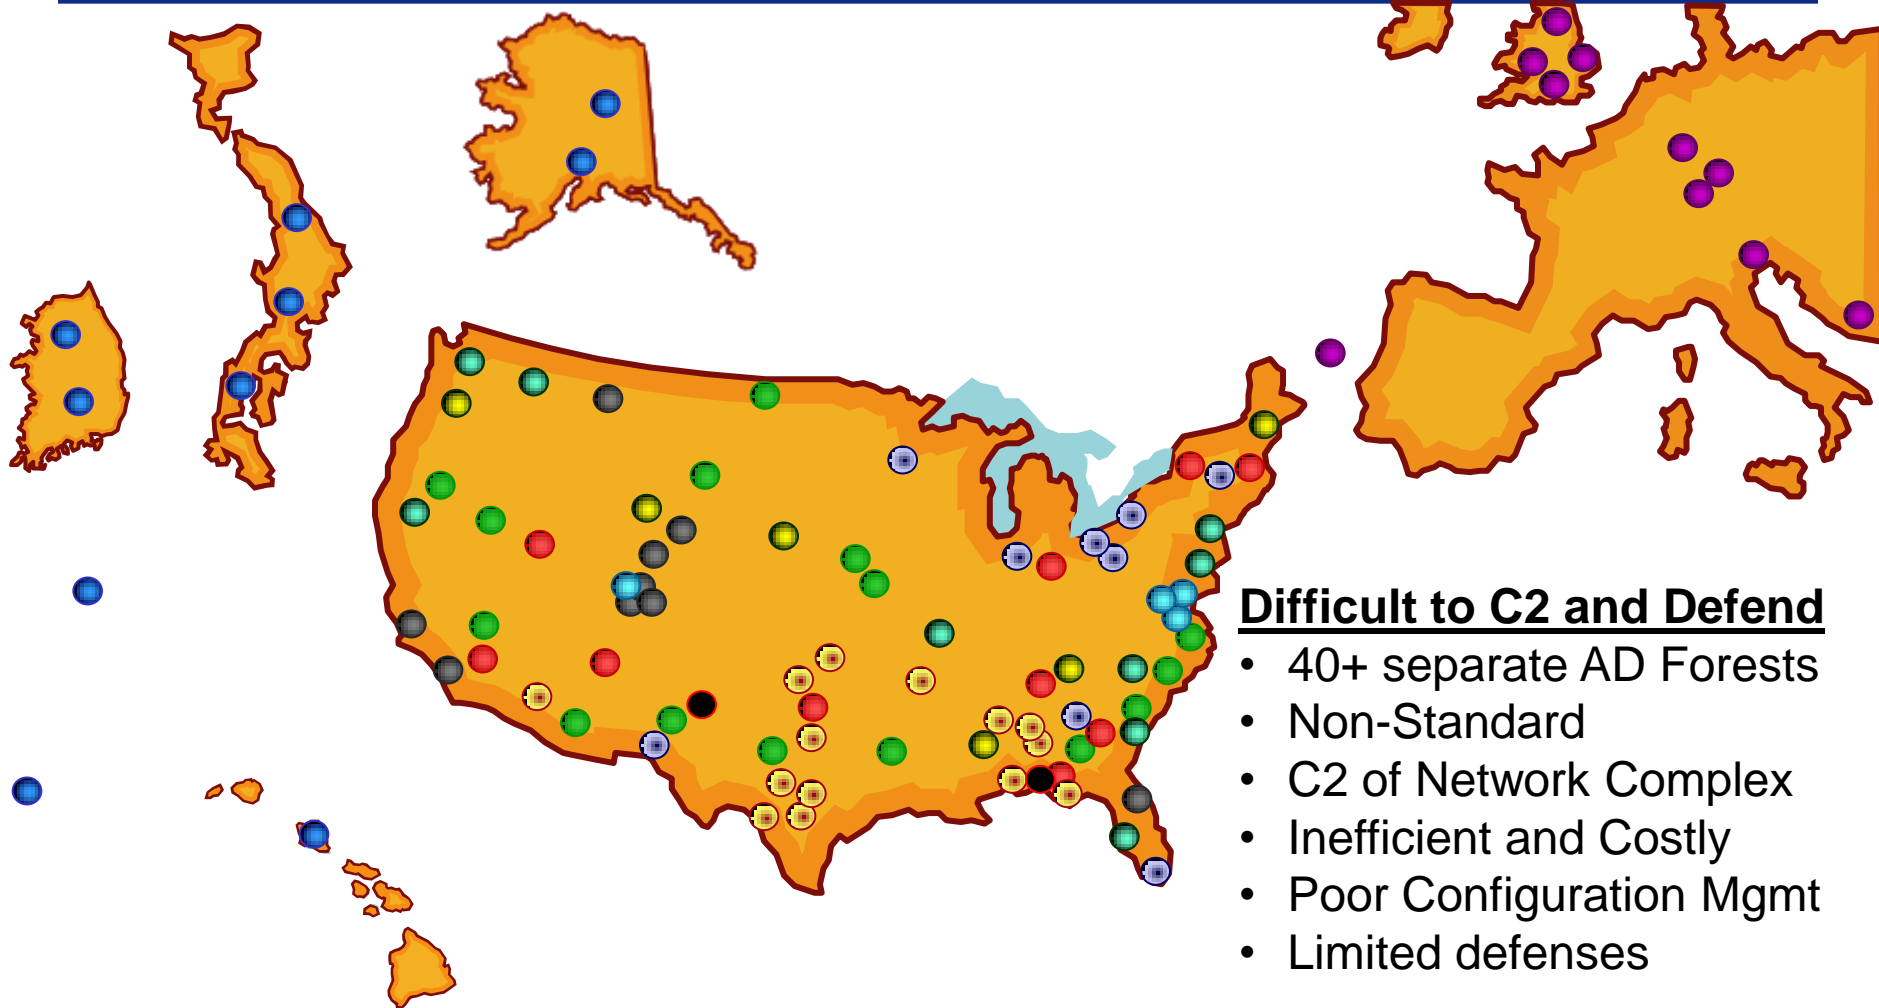 Difficult to C2 and Defend
• 40+ separate AD Forests
• Non-Standard
• C2 of Network Complex
• Inefficient and Costly
• Poor Configuration Mgmt
• Limited defenses